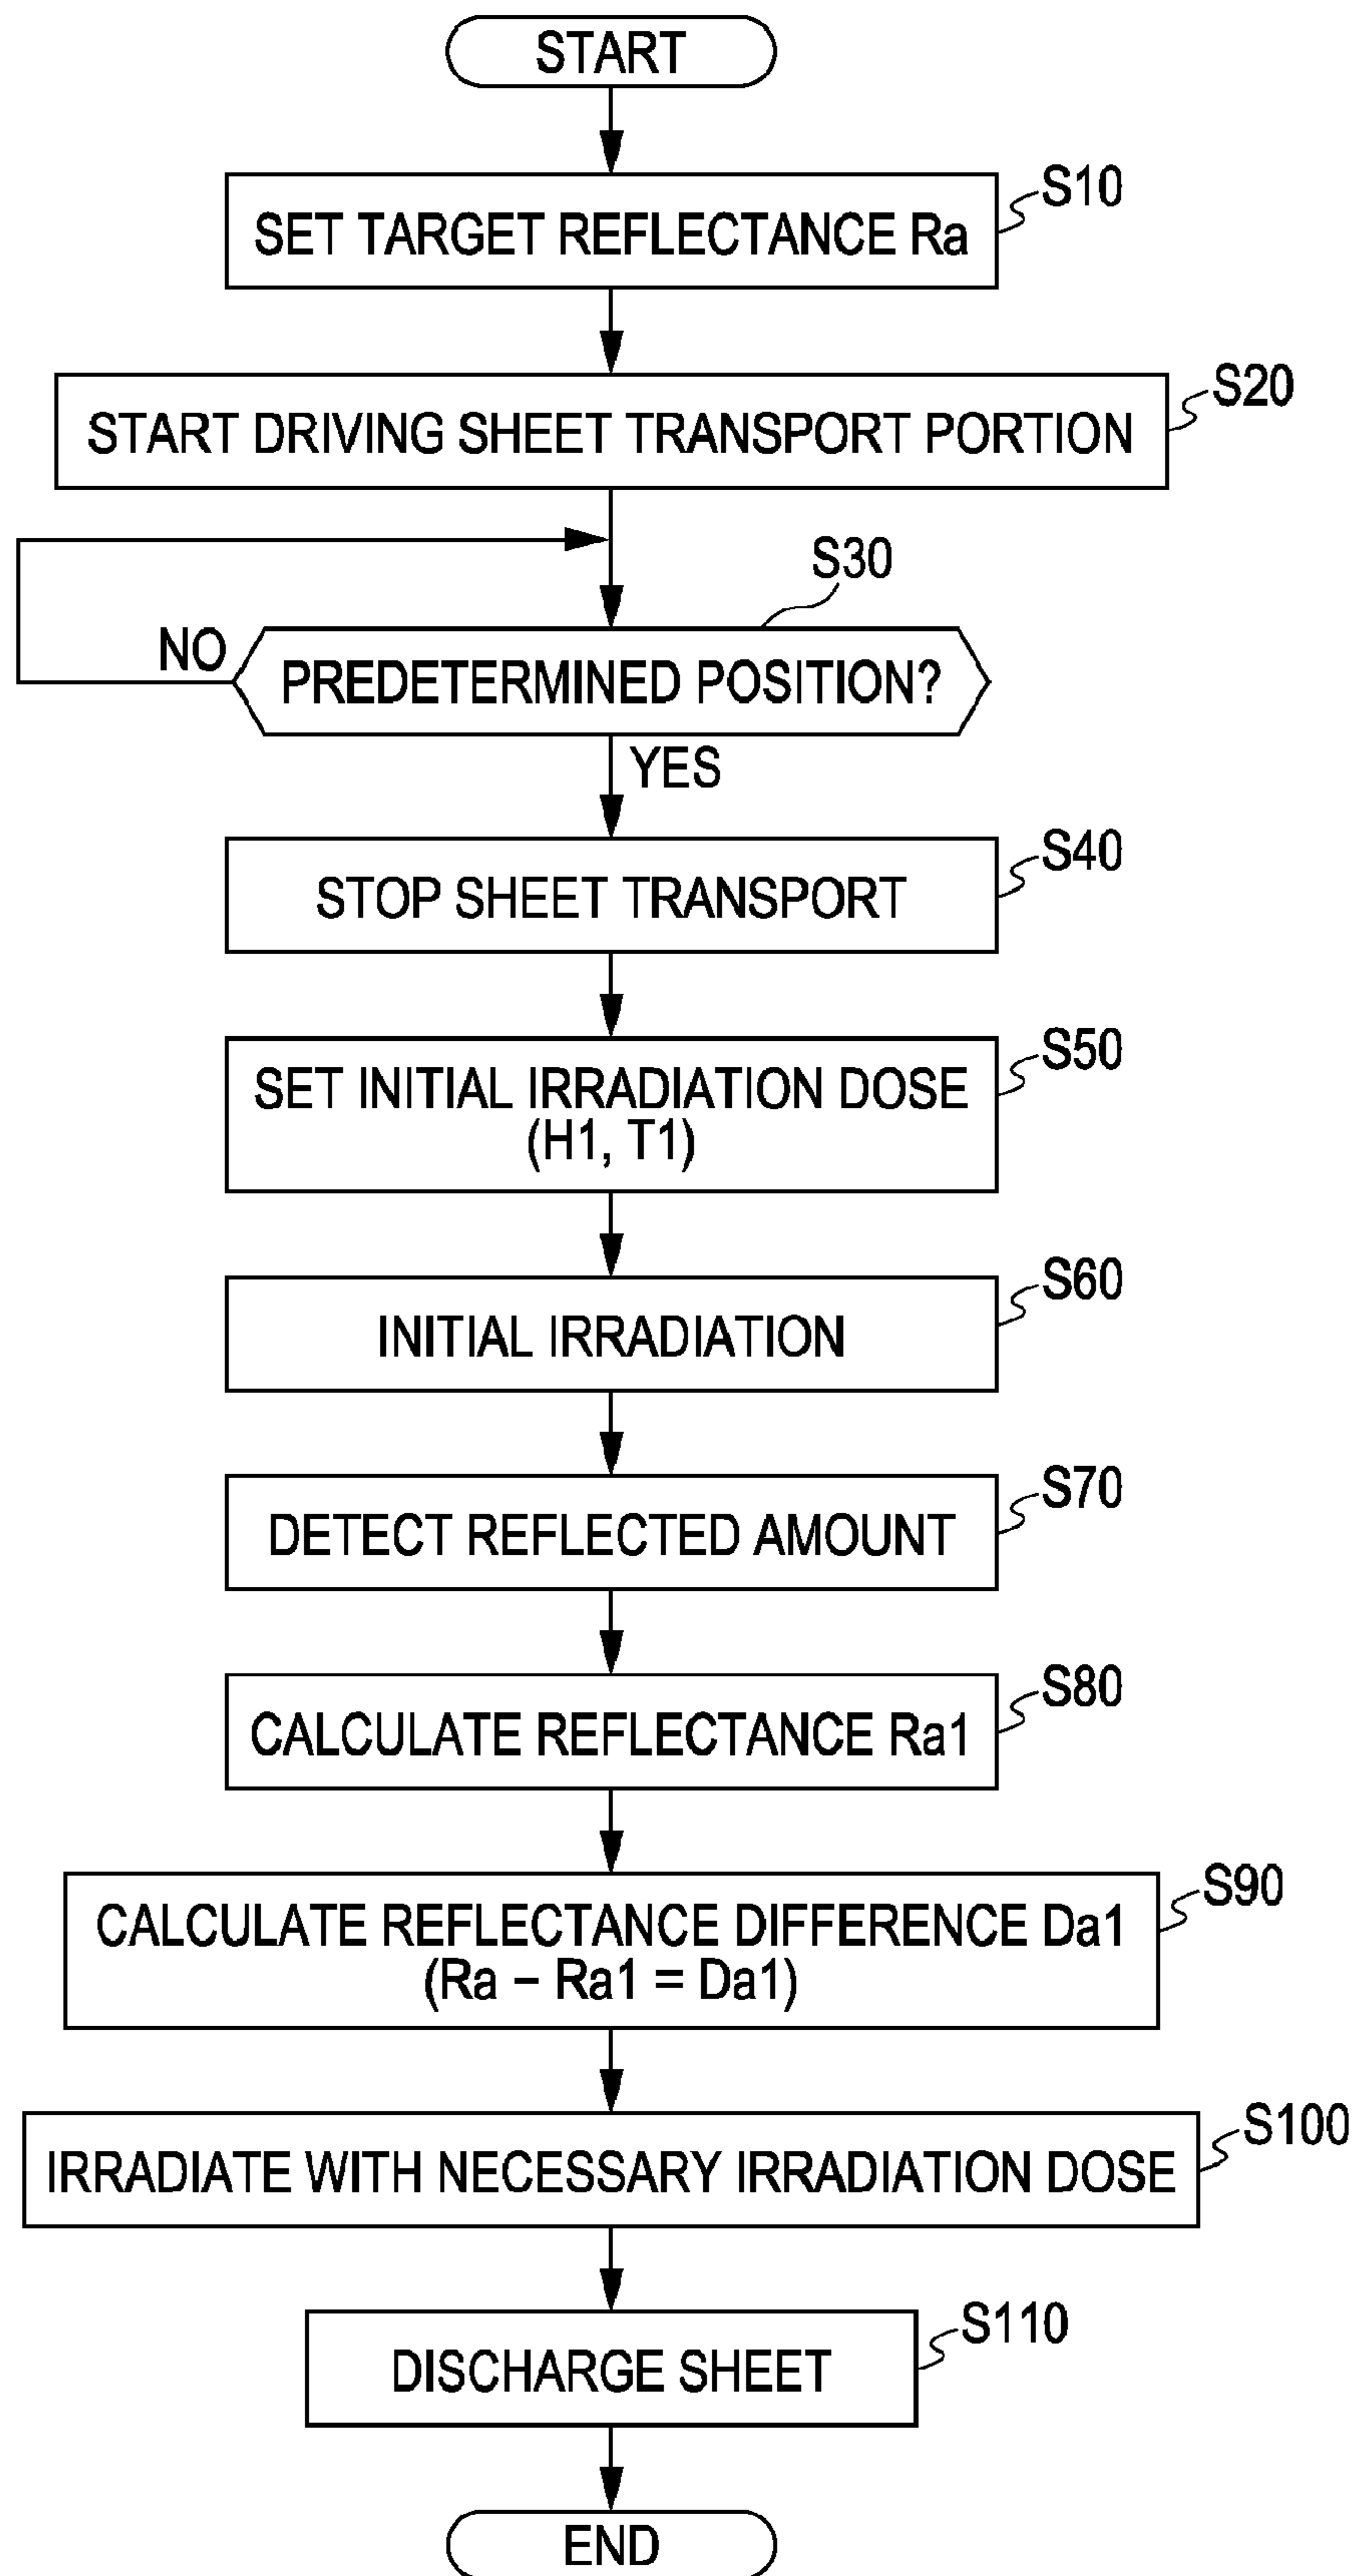 START
S10
SET TARGET REFLECTANCE Ra
S20
START DRIVING SHEET TRANSPORT PORTION
S30
NO
PREDETERMINED POSITION?
YES
S40
STOP SHEET TRANSPORT
S50
SET INITIAL IRRADIATION DOSE
(H1, T1)
S60
INITIAL IRRADIATION
S70
DETECT REFLECTED AMOUNT
S80
CALCULATE REFLECTANCE Ra1
S90
CALCULATE REFLECTANCE DIFFERENCE Da1
(Ra – Ra1 = Da1)
S100
IRRADIATE WITH NECESSARY IRRADIATION DOSE
S110
DISCHARGE SHEET
END